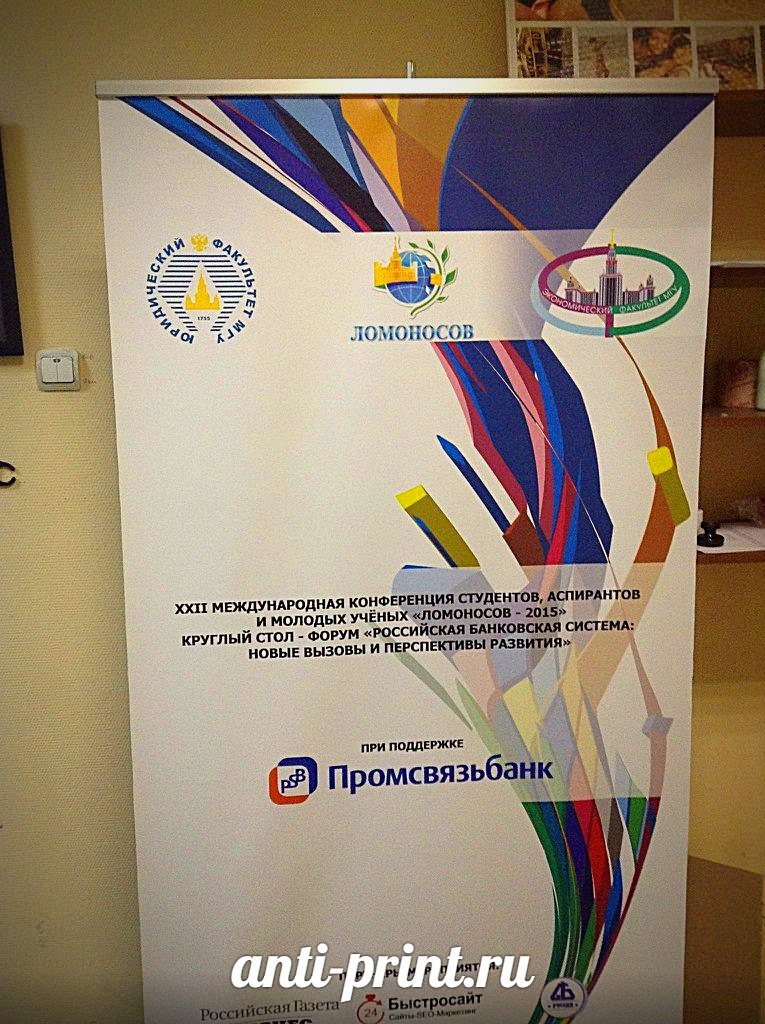 ЮРИДИЧЕСКИЙ ФАКУЛЬТЕТ МГУ
1755
ЛОМОНОСОВ
ЭКОНОМИЧЕСКИЙ ФАКУЛЬТЕТ МГУ
XXII МЕЖДУНАРОДНАЯ КОНФЕРЕНЦИЯ СТУДЕНТОВ, АСПИРАНТОВ
И МОЛОДЫХ УЧЁНЫХ «ЛОМОНОСОВ - 2015»
КРУГЛЫЙ СТОЛ - ФОРУМ «РОССИЙСКАЯ БАНКОВСКАЯ СИСТЕМА:
НОВЫЕ ВЫЗОВЫ И ПЕРСПЕКТИВЫ РАЗВИТИЯ»
ПРИ ПОДДЕРЖКЕ
PSB Промсвязьбанк
anti-print.ru
Российская Газета
24 Быстросайт
Сайты-SEO-Маркетинг